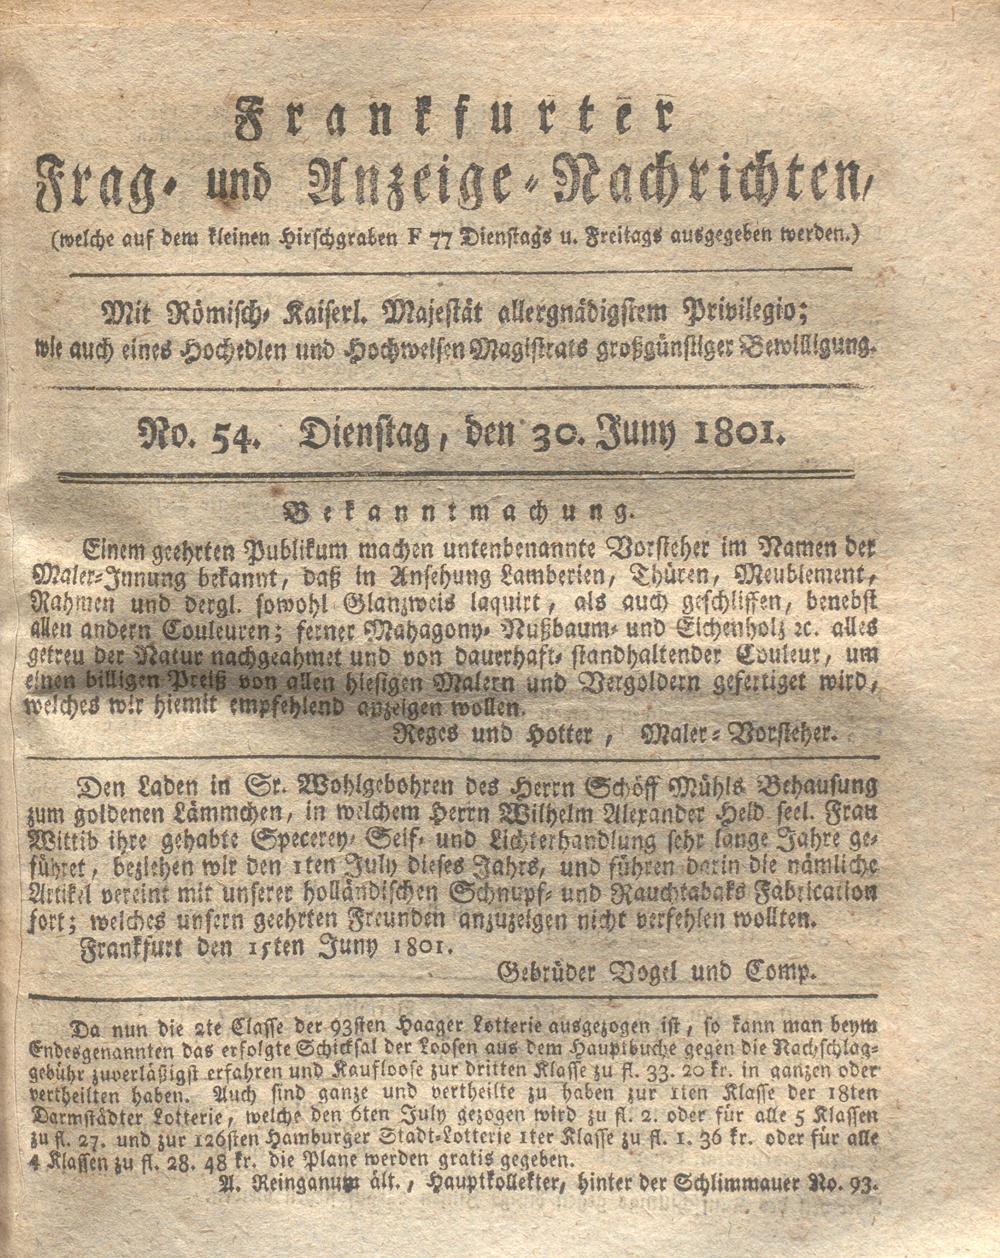 Frankfurter
Frag- und Anzeige-Nachrichten,
(welche auf dem kleinen Hirschgraben F 77 Dienstags u. Freitags ausgegeben werden.)
Mit Römisch- Kaiserl. Majestät allergnädigstem Privilegio;
wie auch eines Hochedlen und Hochweisen Magistrats großgünstiger Bewilligung.
No. 54. Dienstag, den 30. Juny 1801.
Bekanntmachung.
Einem geehrten Publikum machen untenbenannte Vorsteher im Namen der
Maler-Innung bekannt, daß in Ansehung Lamberien, Thüren, Meublement,
Rahmen und dergl. sowohl Glanzweis laquirt, als auch geschliffen, benebst
allen andern Couleuren; ferner Mahagony- Nußbaum- und Eichenholz ꝛc. alles
getreu der Natur nachgeahmet und von dauerhaft- standhaltender Couleur, um
einen billigen Preiß von allen hiesigen Malern und Vergoldern gefertiget wird,
welches wir hiemit empfehlend anzeigen wollen.
Reges und Hotter, Maler-Vorsteher.
Den Laden in Sr. Wohlgebohren des Herrn Schöff Mühls Behausung
zum goldenen Lämmchen, in welchem Herrn Wilhelm Alexander Held seel. Frau
Wittib ihre gehabte Specerey- Seif- und Lichterhandlung sehr lange Jahre ge-
führet, beziehen wir den 1ten July dieses Jahrs, und führen darin die nämliche
Artikel vereint mit unserer holländischen Schnupf- und Rauchtabaks Fabrication
fort; welches unsern geehrten Freunden anzuzeigen nicht verfehlen wollten.
Frankfurt den 15ten Juny 1801.
Gebrüder Vogel und Comp.
Da nun die 2te Classe der 93sten Haager Lotterie ausgezogen ist, so kann man beym
Endesgenannten das erfolgte Schicksal der Loosen aus dem Hauptbuche gegen die Nachschlag-
gebühr zuverläßigst erfahren und Kaufloose zur dritten Klasse zu fl. 33. 20 kr. in ganzen oder
vertheilten haben. Auch sind ganze und vertheilte zu haben zur 1ten Klasse der 18ten
Darmstädter Lotterie, welche den 6ten July gezogen wird zu fl. 2. oder für alle 5 Klassen
zu fl. 27. und zur 126sten Hamburger Stadt-Lotterie 1ter Klasse zu fl. 1. 36 kr. oder für alle
4 Klassen zu fl. 28. 48 kr. die Plane werden gratis gegeben.
A. Reinganum ält., Hauptkollekter, hinter der Schlimmauer No. 93.